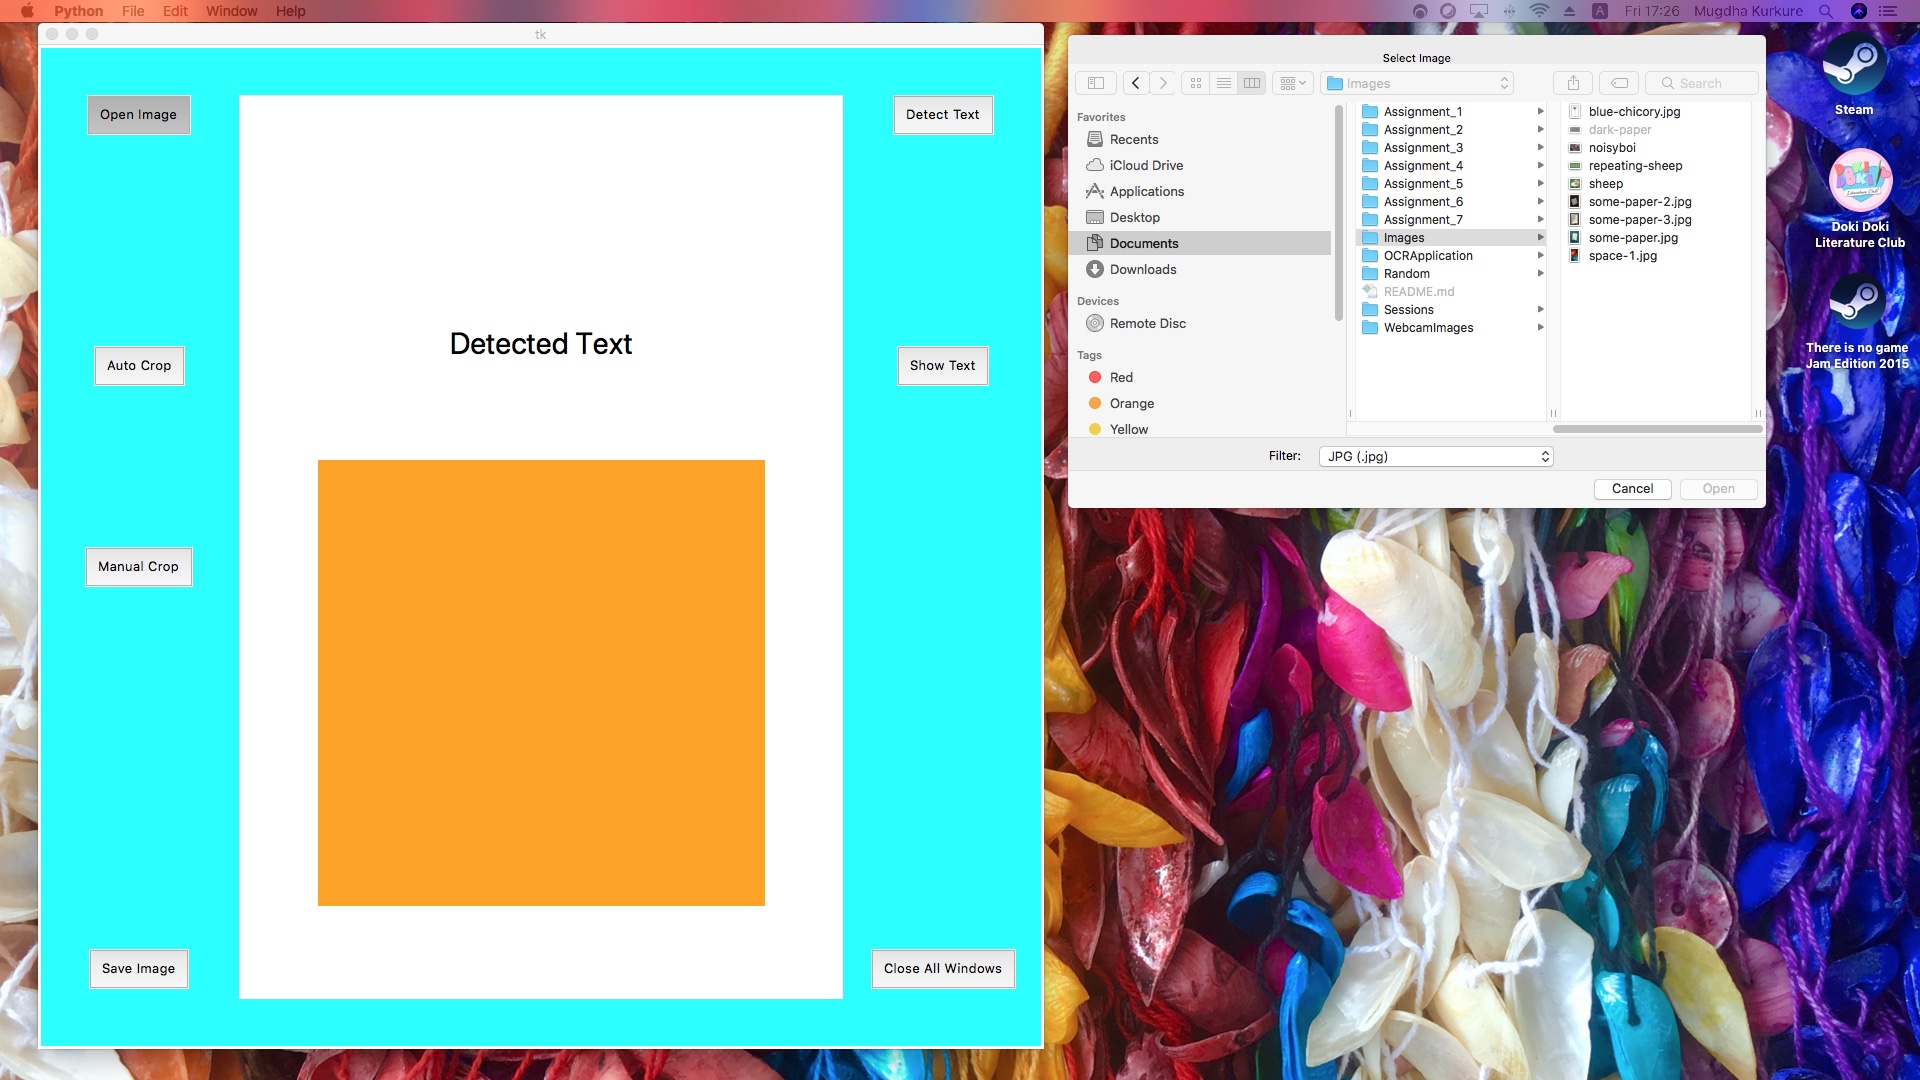 Python File Edit Window Help
A Fri 17:26 Mugdha Kurkure
tk
Open Image
Detect Text
Detected Text
Auto Crop
Show Text
Manual Crop
Save Image
Close All Windows
Select Image
Images
Search
Favorites
Recents
iCloud Drive
Applications
Desktop
Documents
Downloads
Devices
Remote Disc
Tags
Red
Orange
Yellow
Assignment_1
Assignment_2
Assignment_3
Assignment_4
Assignment_5
Assignment_6
Assignment_7
Images
OCRApplication
Random
README.md
Sessions
WebcamImages
blue-chicory.jpg
dark-paper
noisyboi
repeating-sheep
sheep
some-paper-2.jpg
some-paper-3.jpg
some-paper.jpg
space-1.jpg
Filter: JPG (.jpg)
Cancel Open
Steam
Doki Doki
Literature Club
There is no game
Jam Edition 2015